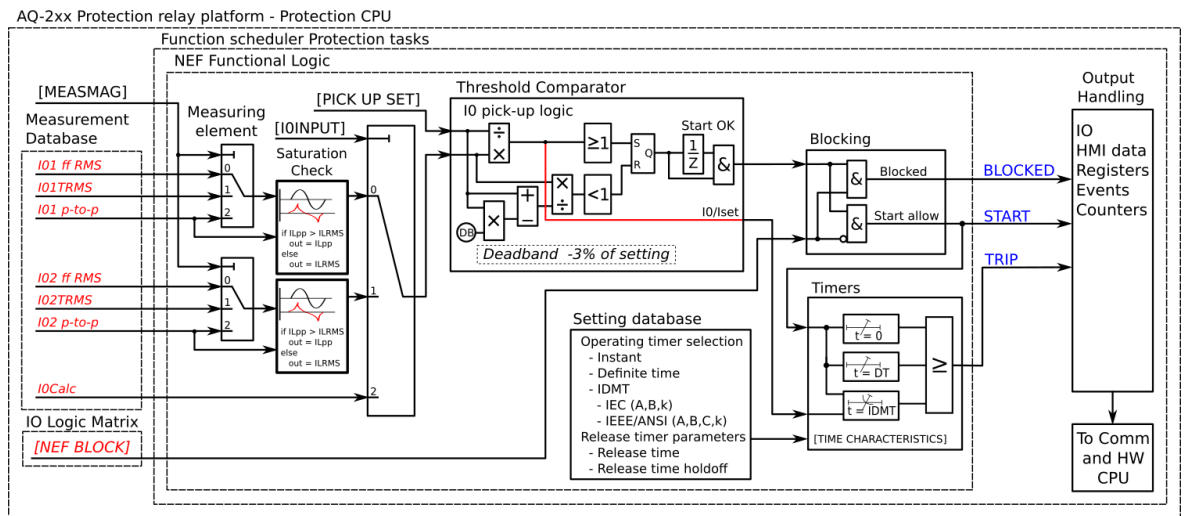 AQ-2xx Protection relay platform - Protection CPU
Function scheduler Protection tasks
NEF Functional Logic
[MEASMAG]
Measurement
Database
I01 ff RMS
I01TRMS
I01 p-to-p
I02 ff RMS
I02TRMS
I02 p-to-p
I0Calc
IO Logic Matrix
[NEF BLOCK]
Measuring
element
0
1
2
0
1
2
Saturation
Check
if ILpp > ILRMS
out = ILpp
else
out = ILRMS
if ILpp > ILRMS
out = ILpp
else
out = ILRMS
[PICK UP SET]
[I0INPUT]
0
1
2
Threshold Comparator
I0 pick-up logic
÷
×
≥1
S
Q
R
Start OK
1
Z
&
×
÷
<1
+
−
×
DB
I0/Iset
Deadband -3% of setting
Blocking
&
Blocked
&
Start allow
BLOCKED
START
TRIP
Timers
t = 0
t = DT
t = IDMT
≥
[TIME CHARACTERISTICS]
Setting database
Operating timer selection
- Instant
- Definite time
- IDMT
- IEC (A,B,k)
- IEEE/ANSI (A,B,C,k)
Release timer parameters
- Release time
- Release time holdoff
Output
Handling
IO
HMI data
Registers
Events
Counters
To Comm
and HW
CPU